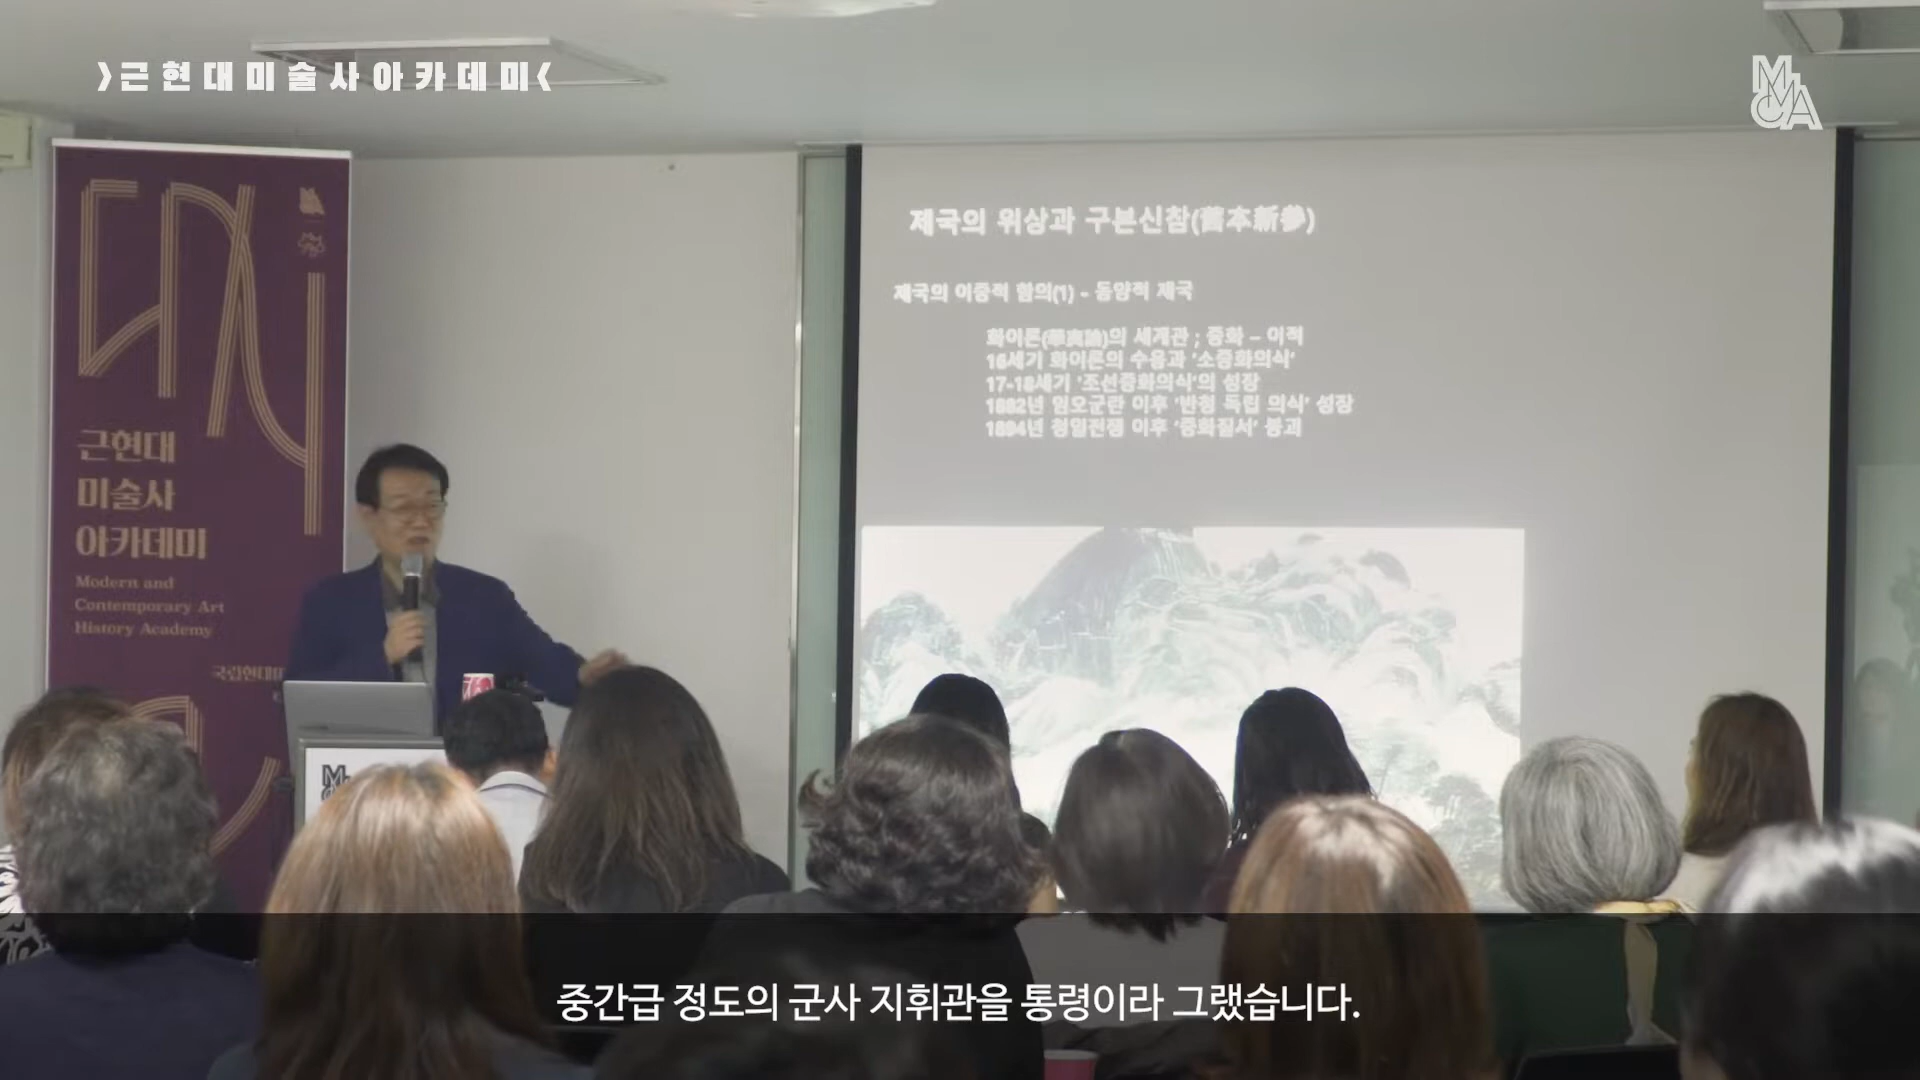 》근현대미술사아카데미《
MMCA
제국의 위상과 구본신참(舊本新參)
제국의 이중적 함의(1) - 동양적 제국
화이론(華夷論)의 세계관 ; 중화 – 이적
16세기 화이론의 수용과 '소중화의식'
17-18세기 '조선중화의식'의 성장
1882년 임오군란 이후 '반청 독립 의식' 성장
1894년 청일전쟁 이후 '중화질서' 붕괴
근현대
미술사
아카데미
Modern and
Contemporary Art
History Academy
국립현대미
중간급 정도의 군사 지휘관을 통령이라 그랬습니다.